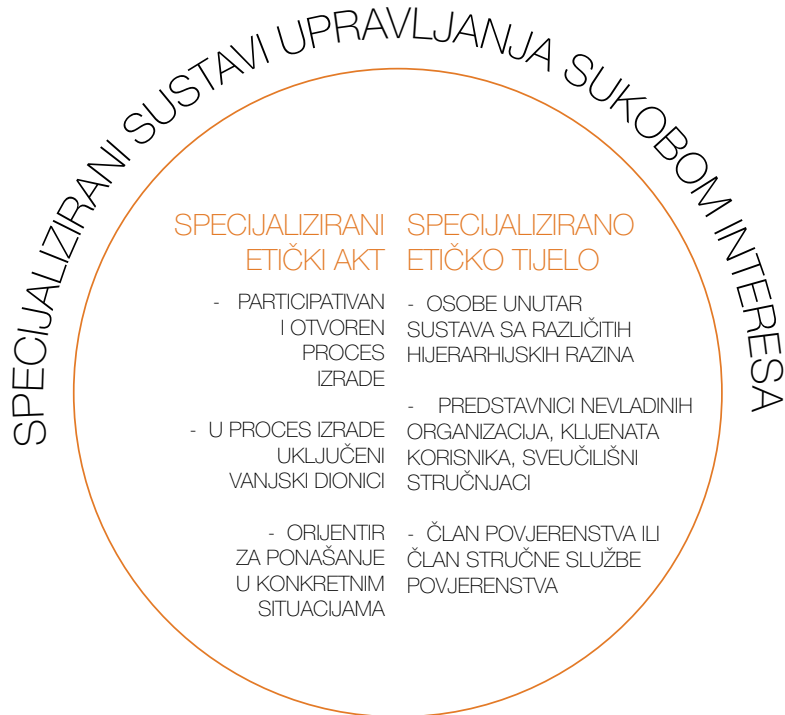 SPECIJALIZIRANI SUSTAVI UPRAVLJANJA SUKOBOM INTERESA
SPECIJALIZIRANI
ETIČKI AKT
- PARTICIPATIVAN
I OTVOREN
PROCES
IZRADE
- U PROCES IZRADE
UKLJUČENI
VANJSKI DIONICI
- ORIJENTIR
ZA PONAŠANJE
U KONKRETNIM
SITUACIJAMA
SPECIJALIZIRANO
ETIČKO TIJELO
- OSOBE UNUTAR
SUSTAVA SA RAZLIČITIH
HIJERARHIJSKIH RAZINA
- PREDSTAVNICI NEVLADINIH
ORGANIZACIJA, KLIJENATA
KORISNIKA, SVEUČILIŠNI
STRUČNJACI
- ČLAN POVJERENSTVA ILI
ČLAN STRUČNE SLUŽBE
POVJERENSTVA